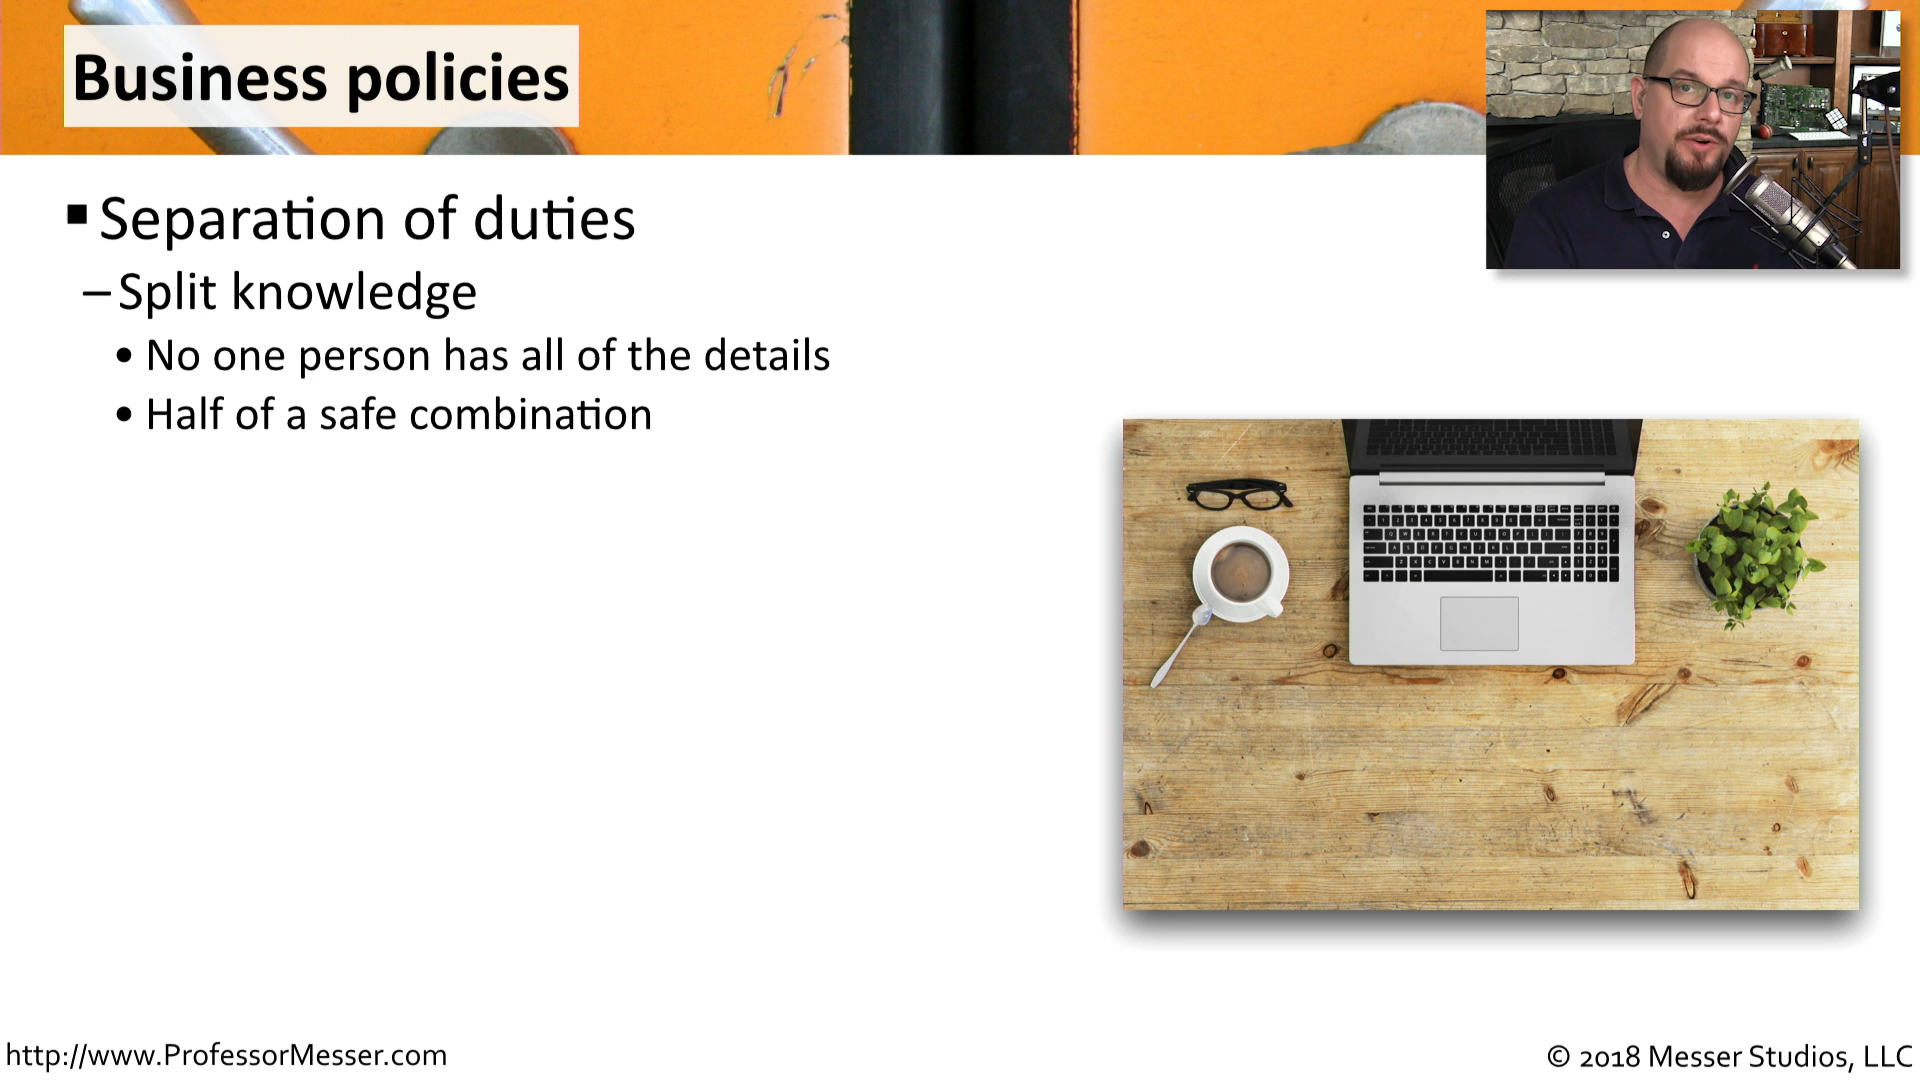 Business policies
▪ Separation of duties
– Split knowledge
• No one person has all of the details
• Half of a safe combination
http://www.ProfessorMesser.com
© 2018 Messer Studios, LLC